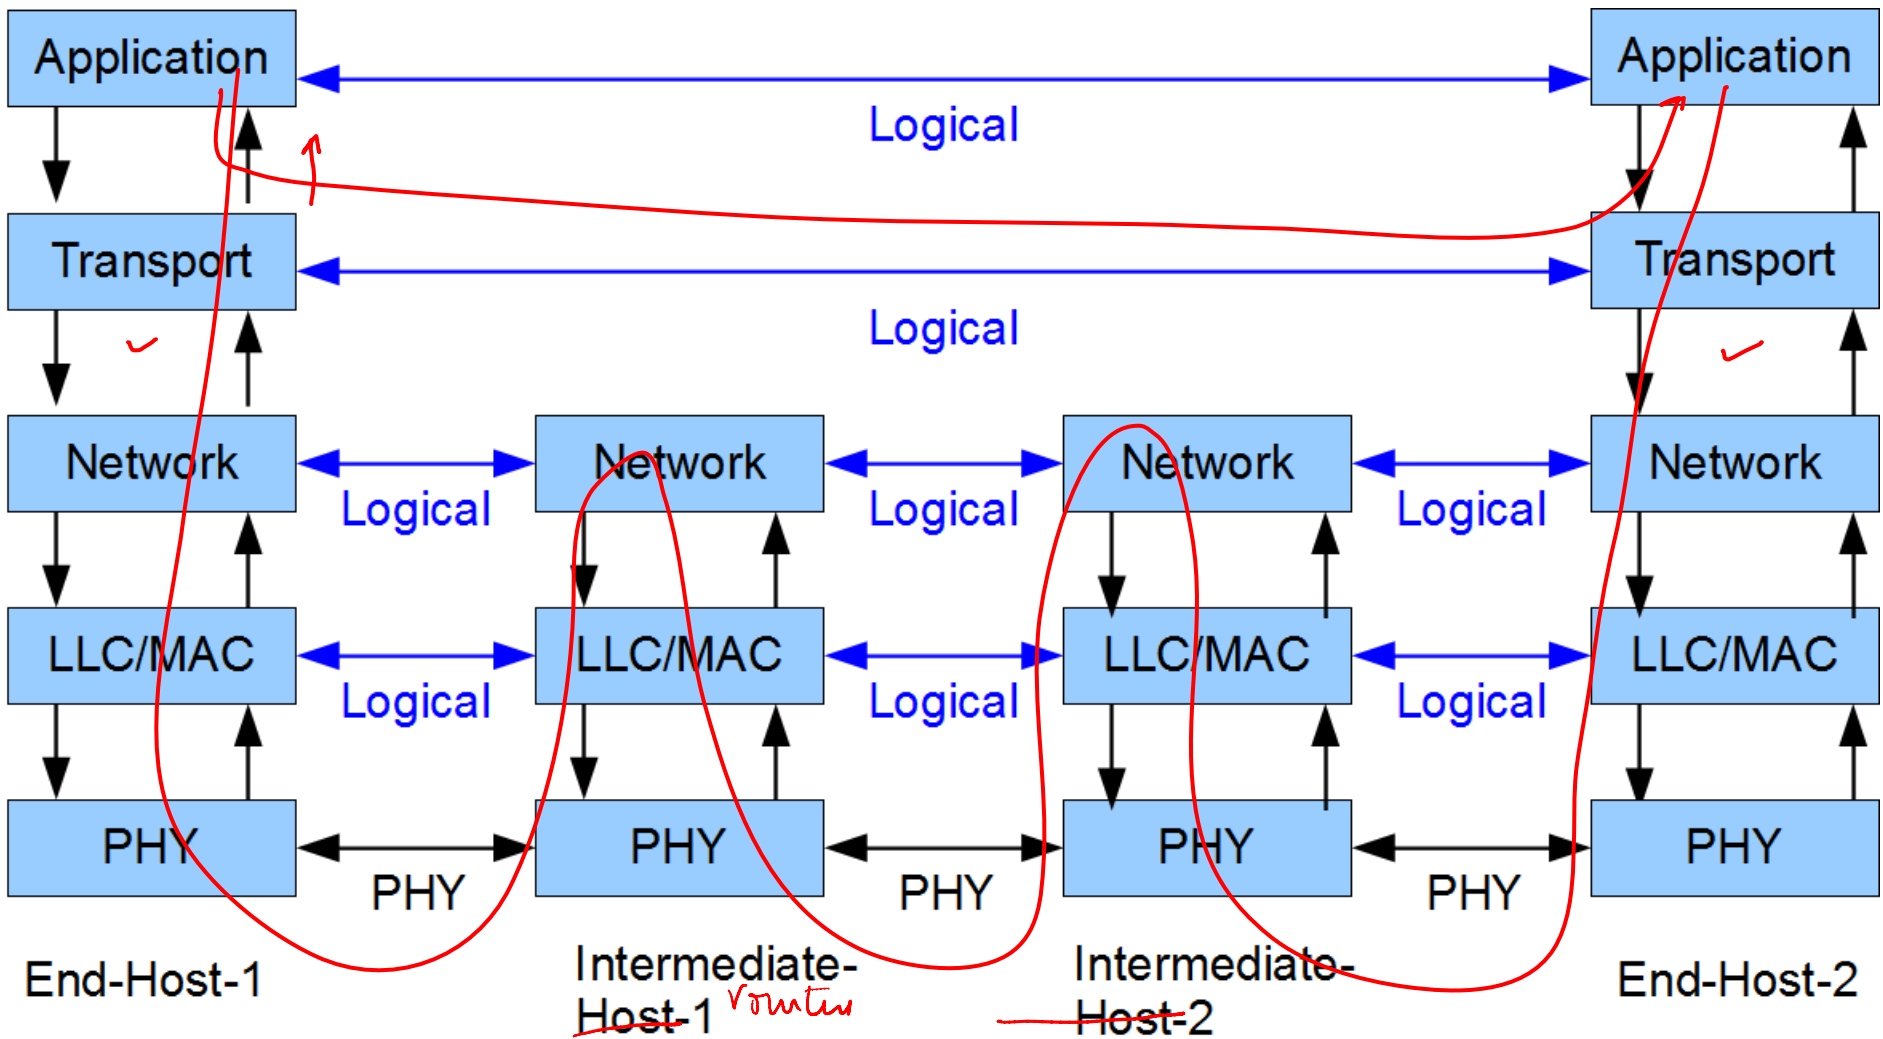 Application Application
Logical
Transport Transport
Logical
Network Network Network Network
Logical Logical Logical
LLC/MAC LLC/MAC LLC/MAC LLC/MAC
Logical Logical Logical
PHY PHY PHY PHY
PHY PHY PHY
End-Host-1
Intermediate-
Host-1 router
Intermediate-
Host-2
End-Host-2